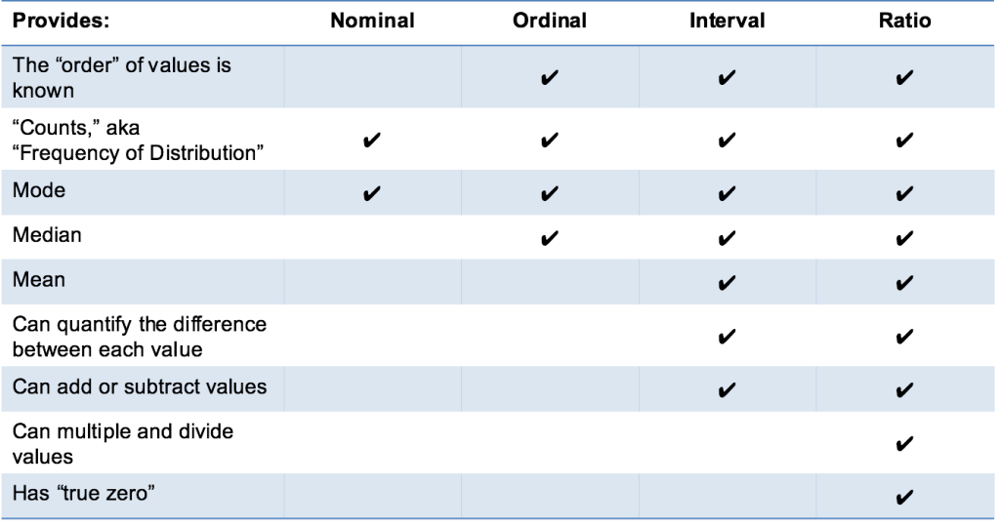 Provides: Nominal Ordinal Interval Ratio
The “order” of values is
known ✔ ✔ ✔
“Counts,” aka
“Frequency of Distribution” ✔ ✔ ✔ ✔
Mode ✔ ✔ ✔ ✔
Median ✔ ✔ ✔
Mean ✔ ✔
Can quantify the difference
between each value ✔ ✔
Can add or subtract values ✔ ✔
Can multiple and divide
values ✔
Has “true zero” ✔